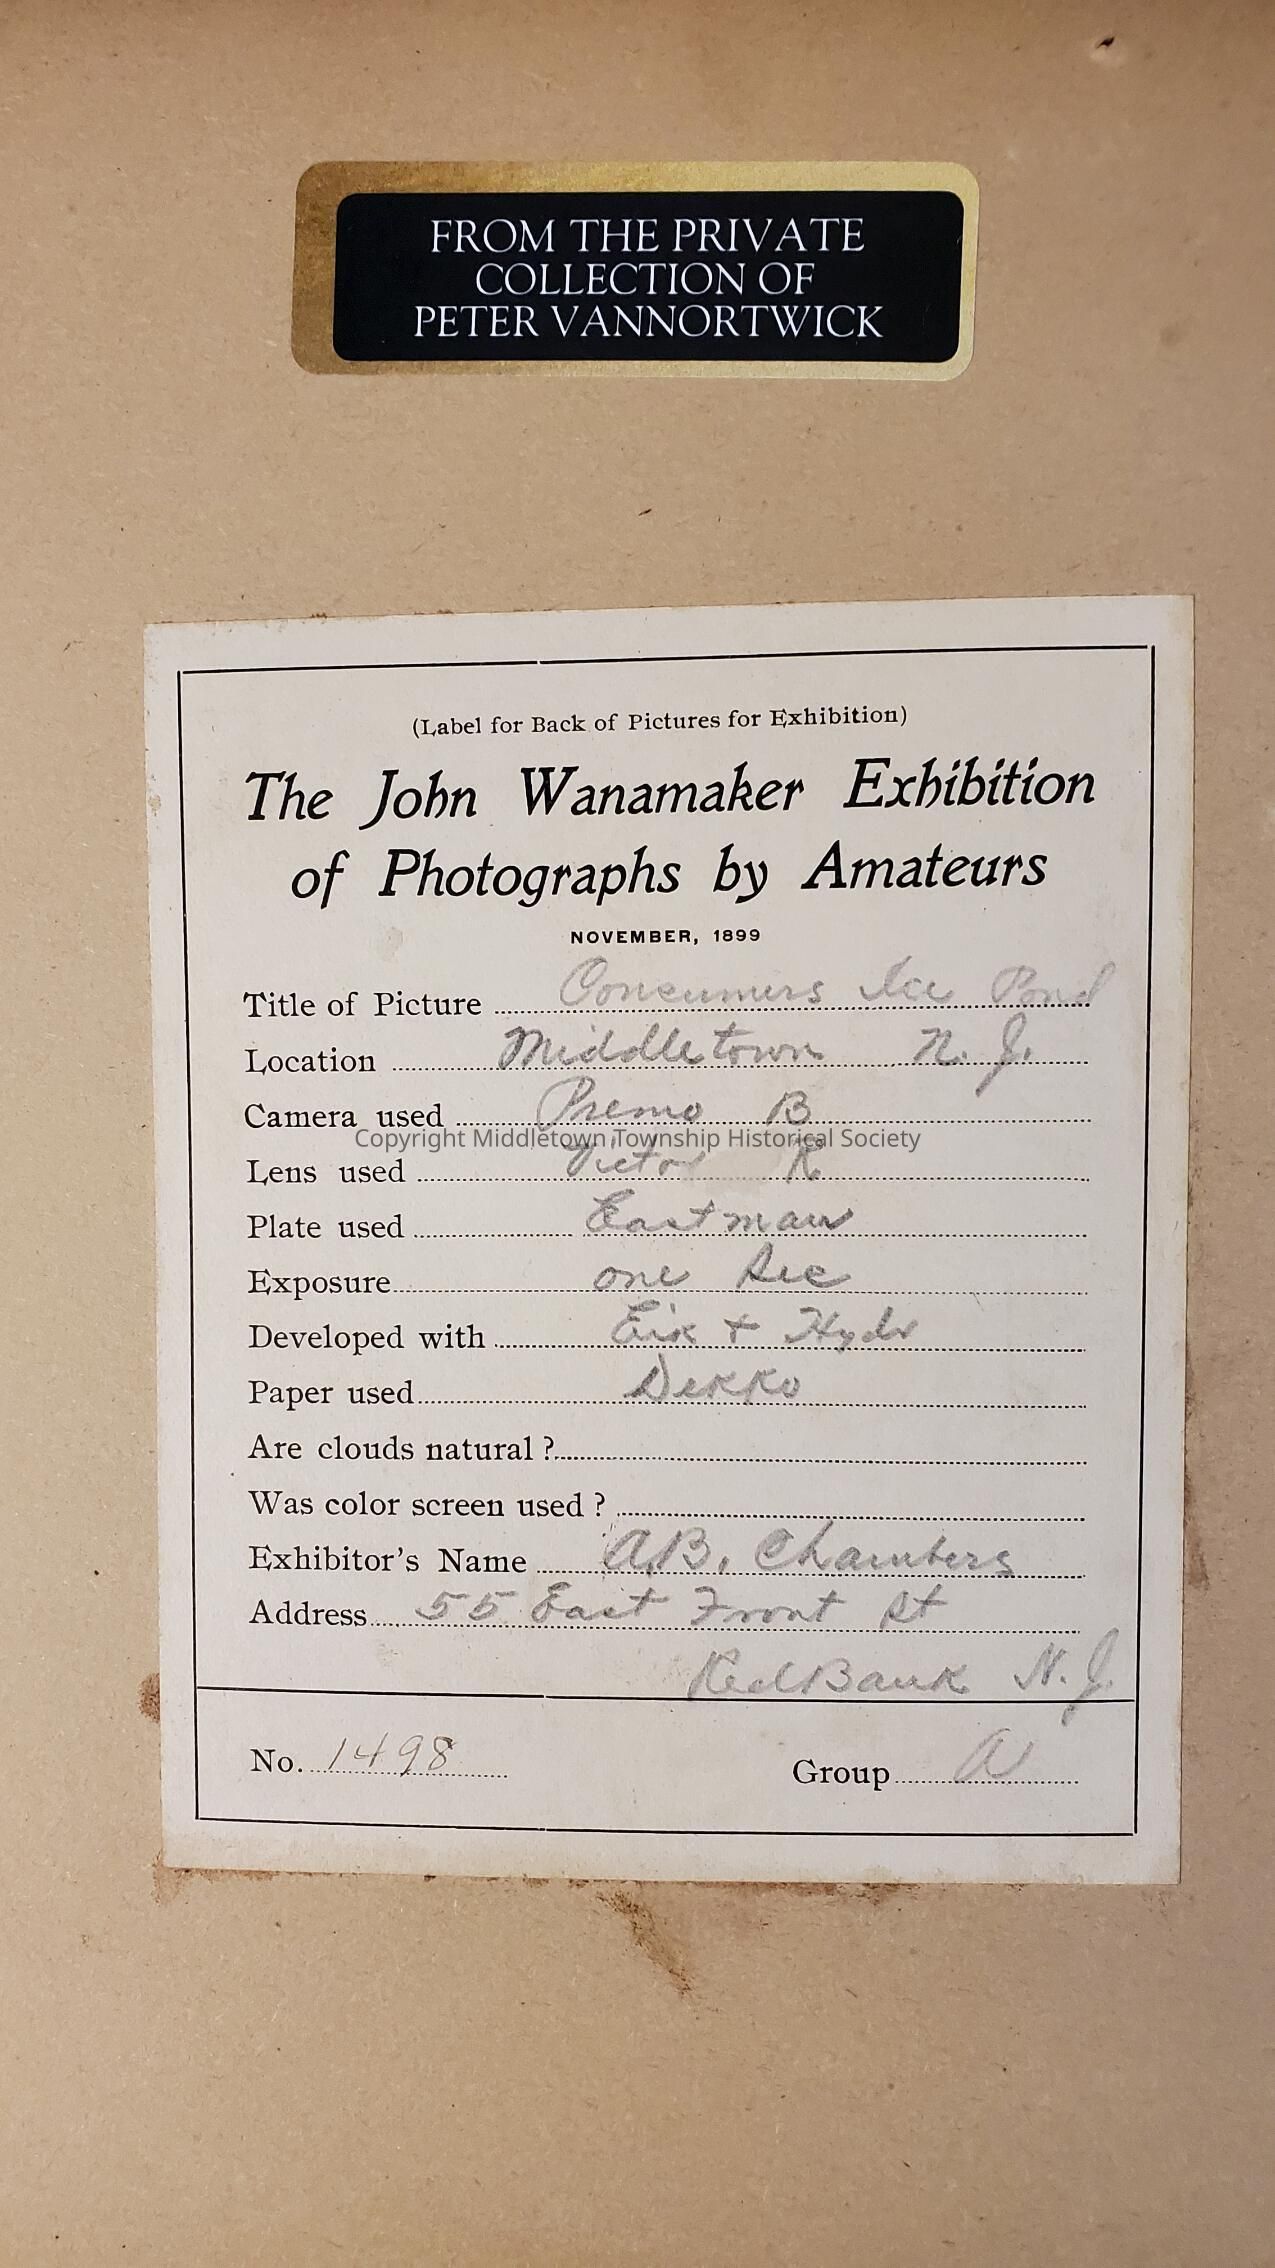 FROM THE PRIVATE
COLLECTION OF
PETER VANNORTWICK
(Label for Back of Pictures for Exhibition)
The John Wanamaker Exhibition
of Photographs by Amateurs
NOVEMBER, 1899
Title of Picture Consumers Ice Pond
Location Middletown N. J.
Camera used Premo B
Copyright Middletown Township Historical Society
Lens used Victor R
Plate used Eastman
Exposure one Sec
Developed with Eik + Hydr
Paper used Dekko
Are clouds natural ?
Was color screen used ?
Exhibitor's Name A.B. Chambers
Address 55 East Front St
Red Bank N. J.
No. 1498 Group A